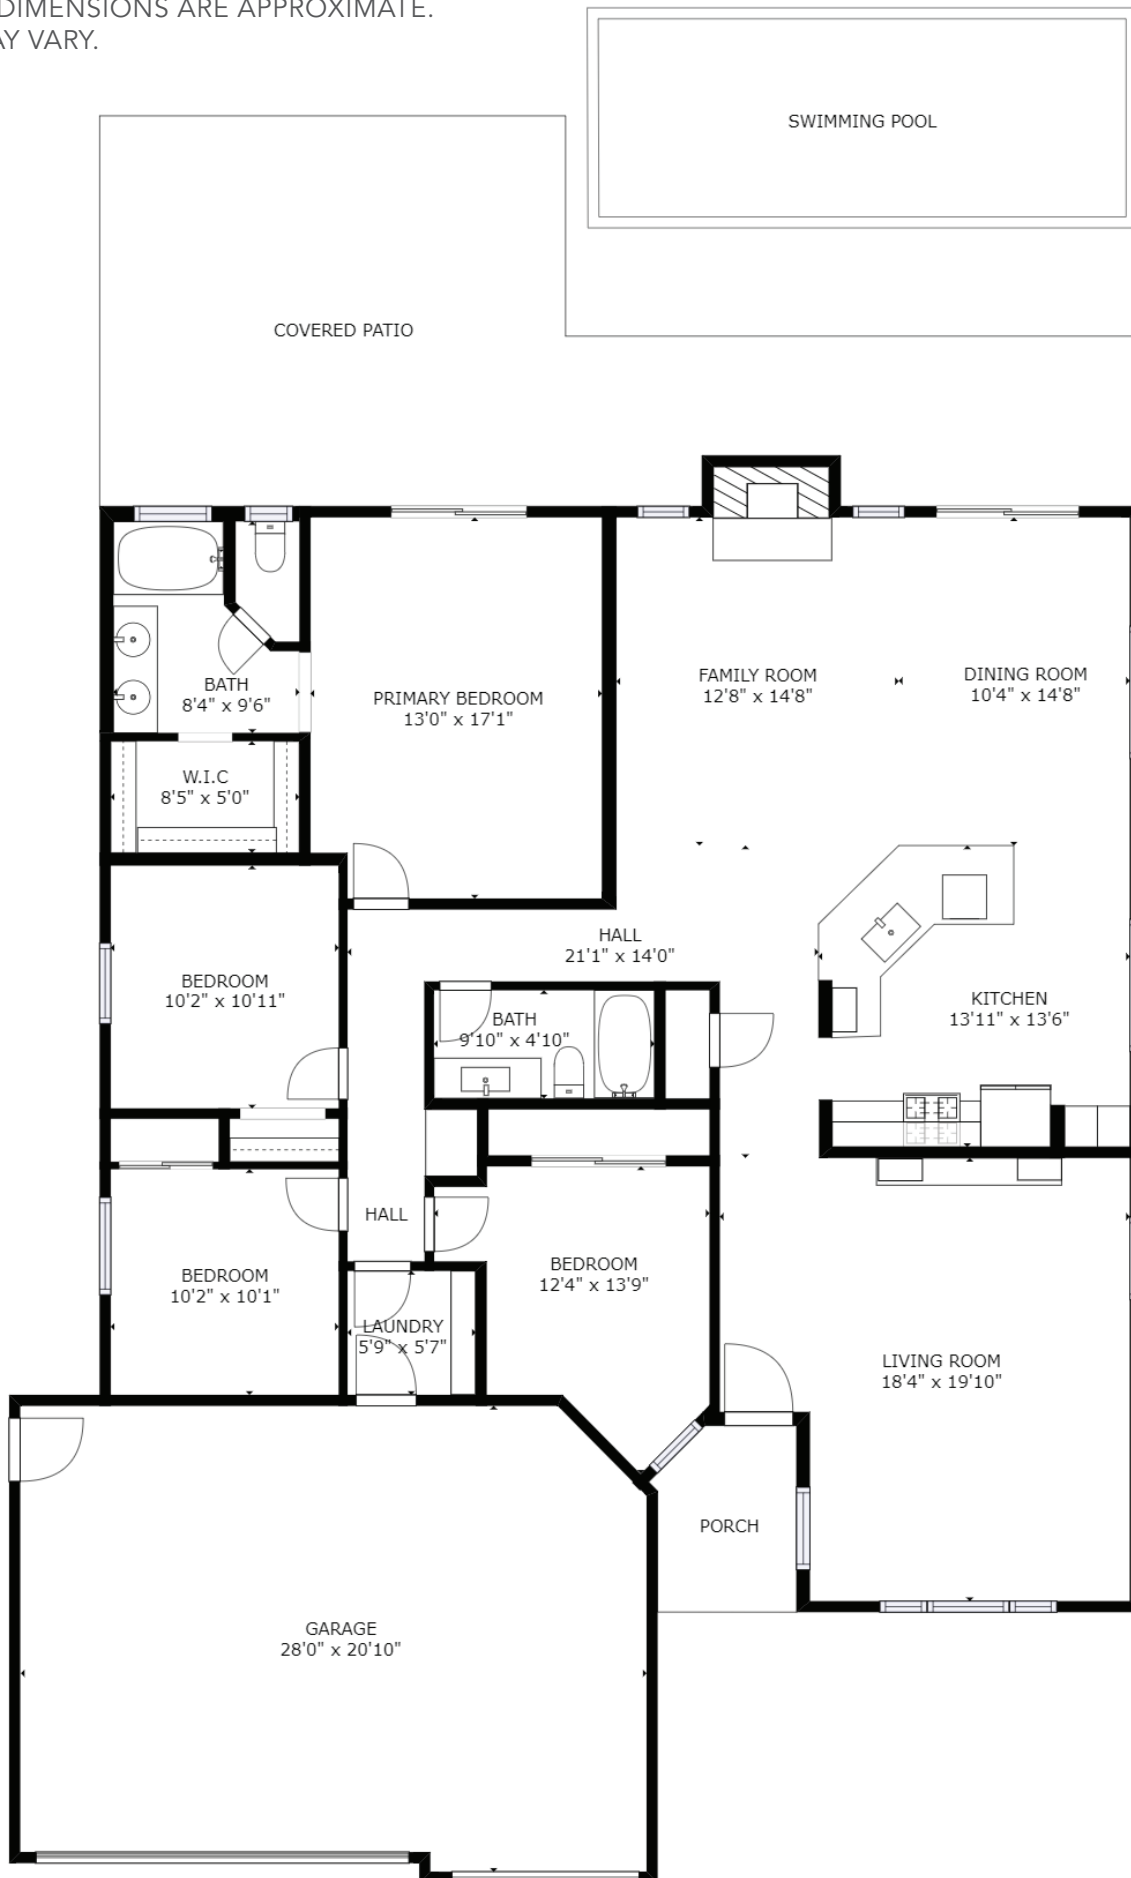 DIMENSIONS ARE APPROXIMATE.
AY VARY.
SWIMMING POOL
COVERED PATIO
BATH
8'4" x 9'6"
PRIMARY BEDROOM
13'0" x 17'1"
FAMILY ROOM
12'8" x 14'8"
DINING ROOM
10'4" x 14'8"
W.I.C
8'5" x 5'0"
HALL
21'1" x 14'0"
BEDROOM
10'2" x 10'11"
BATH
9'10" x 4'10"
KITCHEN
13'11" x 13'6"
HALL
BEDROOM
10'2" x 10'1"
BEDROOM
12'4" x 13'9"
LAUNDRY
5'9" x 5'7"
LIVING ROOM
18'4" x 19'10"
PORCH
GARAGE
28'0" x 20'10"